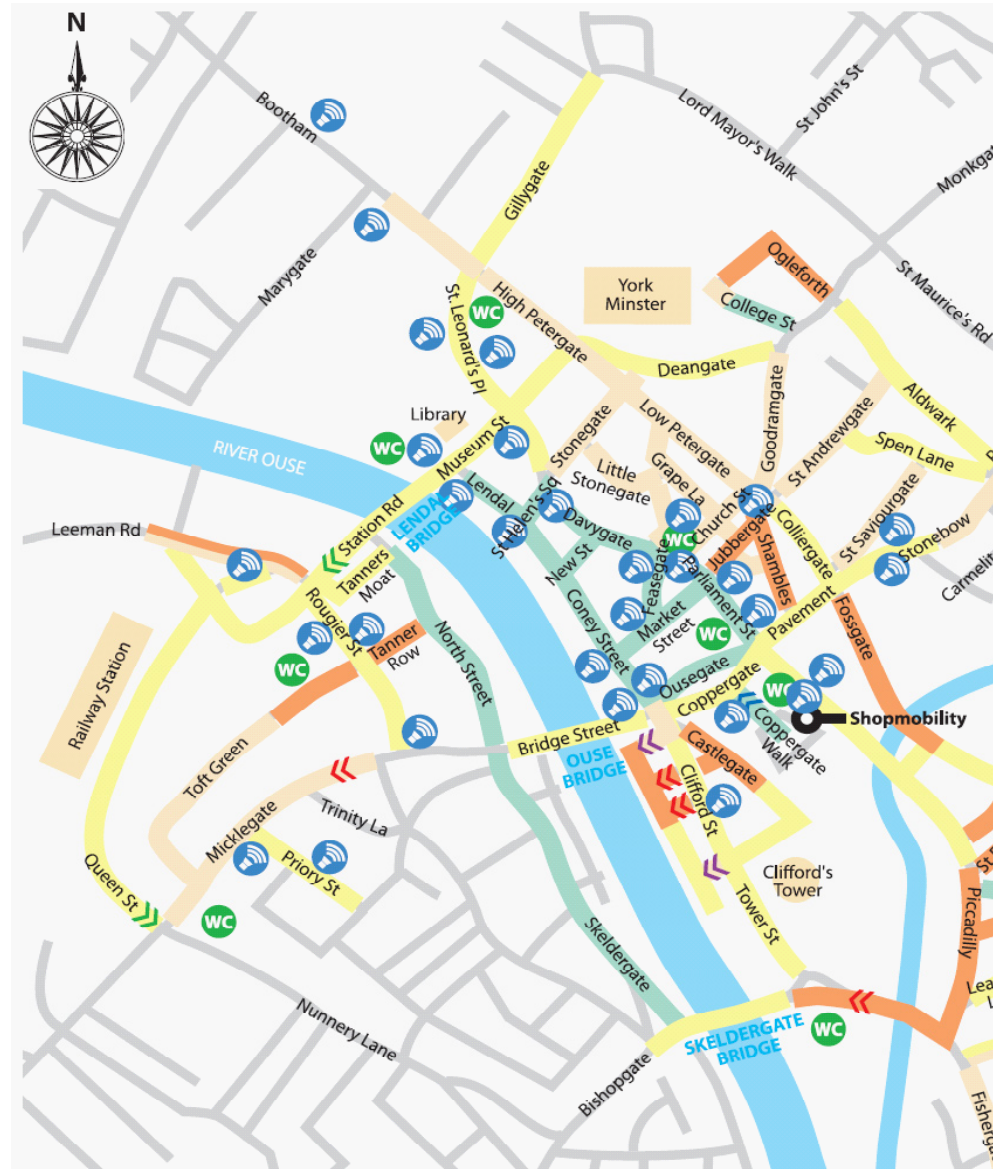 N
Bootham
Lord Mayor's Walk
St John's St
Monkga
Gillygate
Marygate
Ogleforth
York
Minster
College St
St Maurice's Rd
St. Leonard's Pl
WC
High Petergate
Deangate
Library
Museum St
Stonegate
Low Petergate
Goodramgate
St Andrewgate
Aldwark
Spen Lane
RIVER OUSE
WC
Little
Stonegate
Grape La
Lendal
St Helen's Sq
Church St
Leeman Rd
Station Rd
LENDAL
BRIDGE
Davygate
WC
Jubbergate
Colliergate
St Saviourgate
Stonebow
Tanners
Moat
New St
Feasegate
Parliament St
Shambles
Carmelit
Rougier St
Coney Street
Market
Street
Pavement
Fossgate
WC
Tanner
Row
North Street
WC
Ousegate
Railway Station
Coppergate
WC
Shopmobility
Coppergate
Walk
Toft Green
Bridge Street
OUSE
BRIDGE
Castlegate
Clifford St
Micklegate
Trinity La
Priory St
Queen St
Clifford's
Tower
WC
Tower St
Piccadilly
Skeldergate
Nunnery Lane
SKELDERGATE
BRIDGE
WC
Lea
Bishopgate
Fisherga